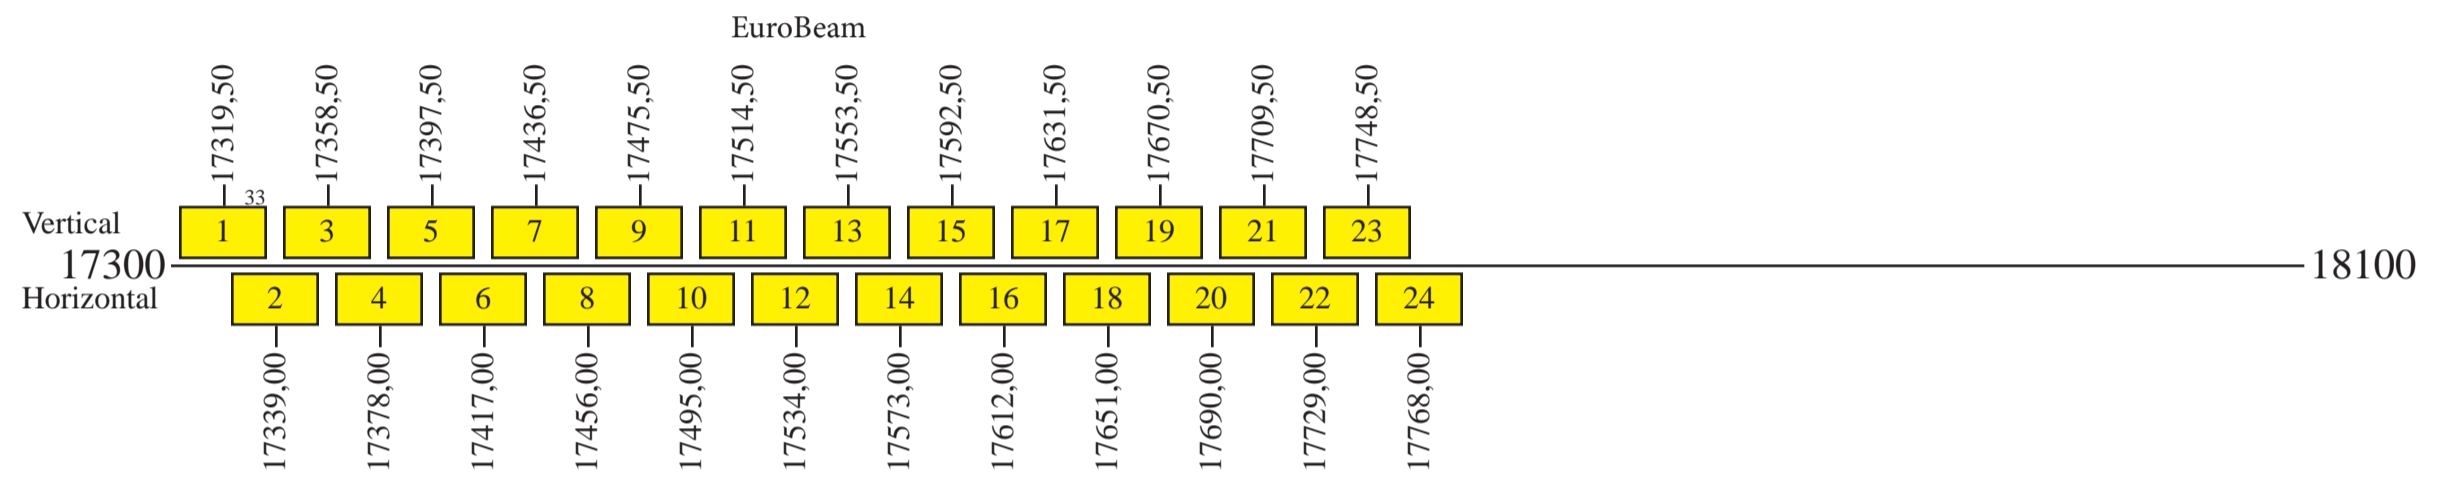 EuroBeam
17319,50 17358,50 17397,50 17436,50 17475,50 17514,50 17553,50 17592,50 17631,50 17670,50 17709,50 17748,50
33
Vertical 1 3 5 7 9 11 13 15 17 19 21 23
17300 18100
Horizontal 2 4 6 8 10 12 14 16 18 20 22 24
17339,00 17378,00 17417,00 17456,00 17495,00 17534,00 17573,00 17612,00 17651,00 17690,00 17729,00 17768,00